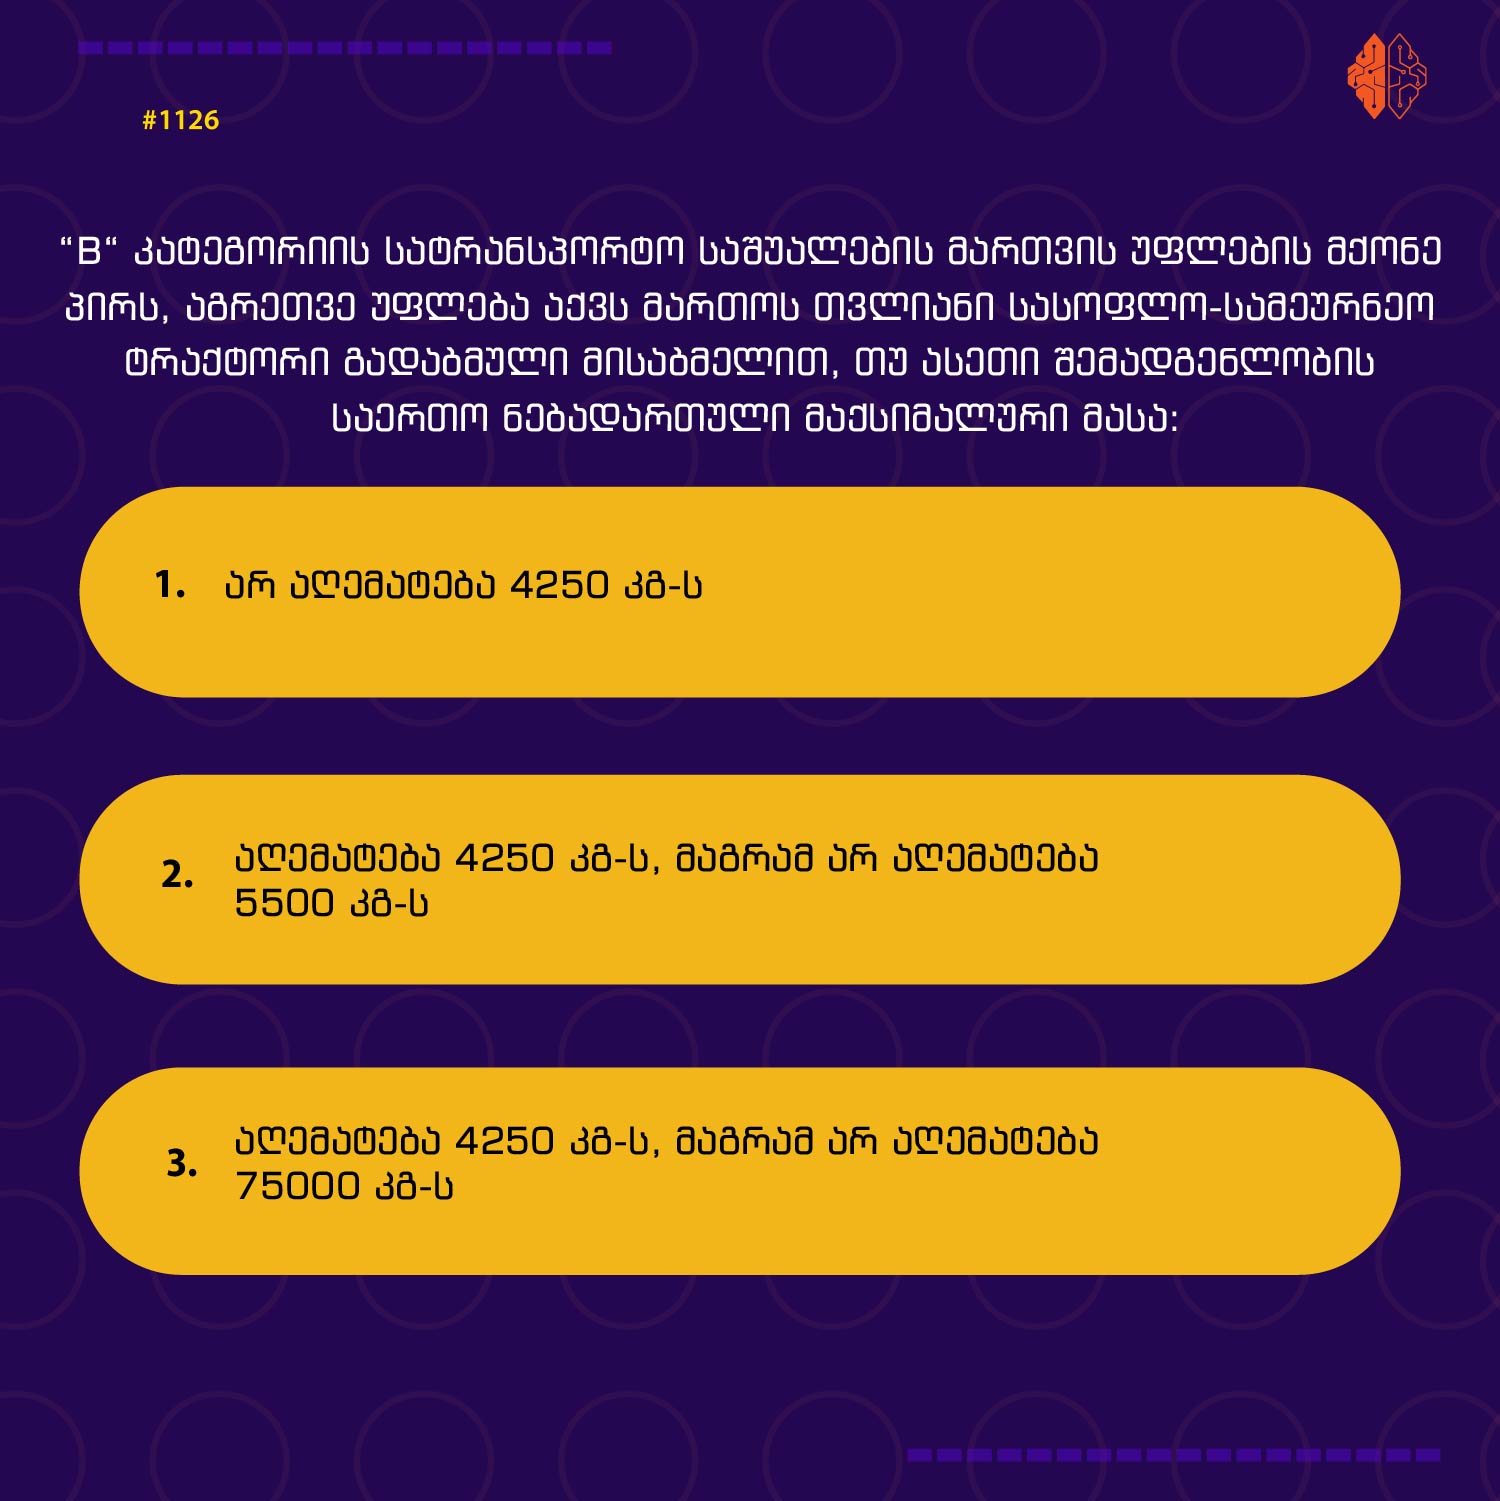 #1126
“B“ კატეგორიის სატრანსპორტო საშუალების მართვის უფლების მქონე
პირს, აგრეთვე უფლება აქვს მართოს თვლიანი სასოფლო-სამეურნეო
ტრაქტორი გადაბმული მისაბმელით, თუ ასეთი შემადგენლობის
საერთო ნებადართული მაქსიმალური მასა:
1. არ აღემატება 4250 კგ-ს
2. აღემატება 4250 კგ-ს, მაგრამ არ აღემატება
5500 კგ-ს
3. აღემატება 4250 კგ-ს, მაგრამ არ აღემატება
75000 კგ-ს